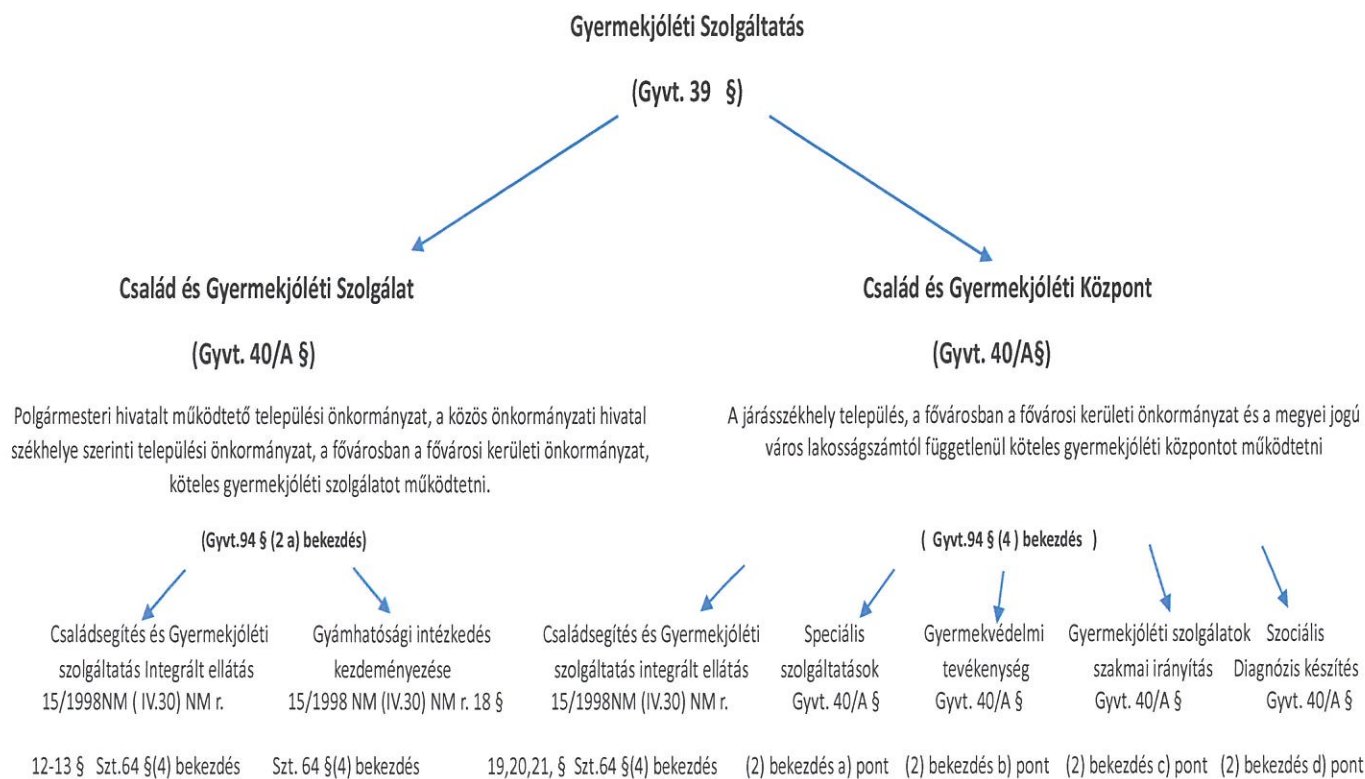 Gyermekjóléti Szolgáltatás
(Gyvt. 39 §)
Család és Gyermekjóléti Szolgálat
(Gyvt. 40/A §)
Polgármesteri hivatalt működtető települési önkormányzat, a közös önkormányzati hivatal
székhelye szerinti települési önkormányzat, a fővárosban a fővárosi kerületi önkormányzat,
köteles gyermekjóléti szolgálatot működtetni.
(Gyvt.94 § (2 a) bekezdés)
Családsegítés és Gyermekjóléti
szolgáltatás Integrált ellátás
15/1998NM ( IV.30) NM r.
12-13 § Szt.64 §(4) bekezdés
Gyámhatósági intézkedés
kezdeményezése
15/1998 NM (IV.30) NM r. 18 §
Szt. 64 §(4) bekezdés
Család és Gyermekjóléti Központ
(Gyvt. 40/A§)
A járásszékhely település, a fővárosban a fővárosi kerületi önkormányzat és a megyei jogú
város lakosságszámtól függetlenül köteles gyermekjóléti központot működtetni
( Gyvt.94 § (4 ) bekezdés )
Családsegítés és Gyermekjóléti
szolgáltatás integrált ellátás
15/1998NM (IV.30) NM r.
19,20,21, § Szt.64 §(4) bekezdés
Speciális
szolgáltatások
Gyvt. 40/A §
(2) bekezdés a) pont
Gyermekvédelmi
tevékenység
Gyvt. 40/A §
(2) bekezdés b) pont
Gyermekjóléti szolgálatok
szakmai irányítás
Gyvt. 40/A §
(2) bekezdés c) pont
Szociális
Diagnózis készítés
Gyvt. 40/A §
(2) bekezdés d) pont